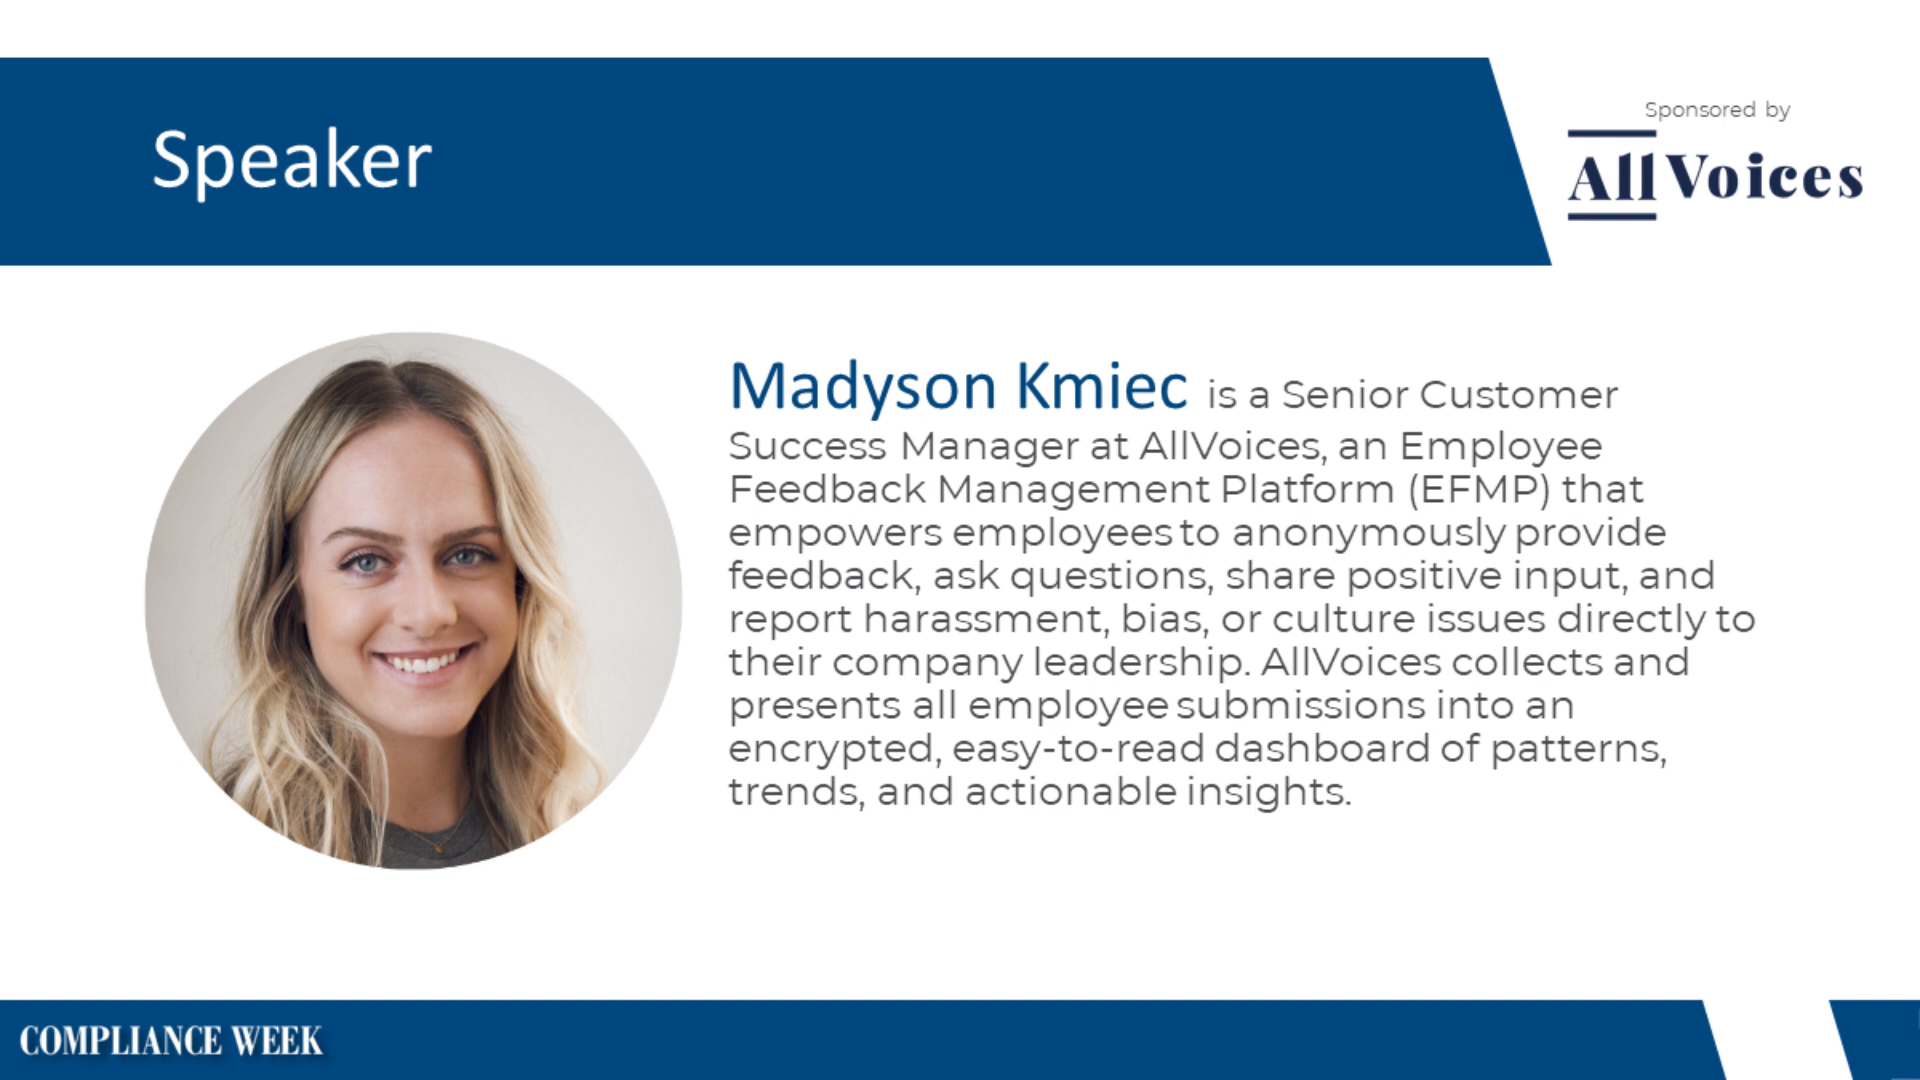 Speaker
Sponsored by
AllVoices
Madyson Kmiec is a Senior Customer
Success Manager at AllVoices, an Employee
Feedback Management Platform (EFMP) that
empowers employees to anonymously provide
feedback, ask questions, share positive input, and
report harassment, bias, or culture issues directly to
their company leadership. AllVoices collects and
presents all employee submissions into an
encrypted, easy-to-read dashboard of patterns,
trends, and actionable insights.
COMPLIANCE WEEK